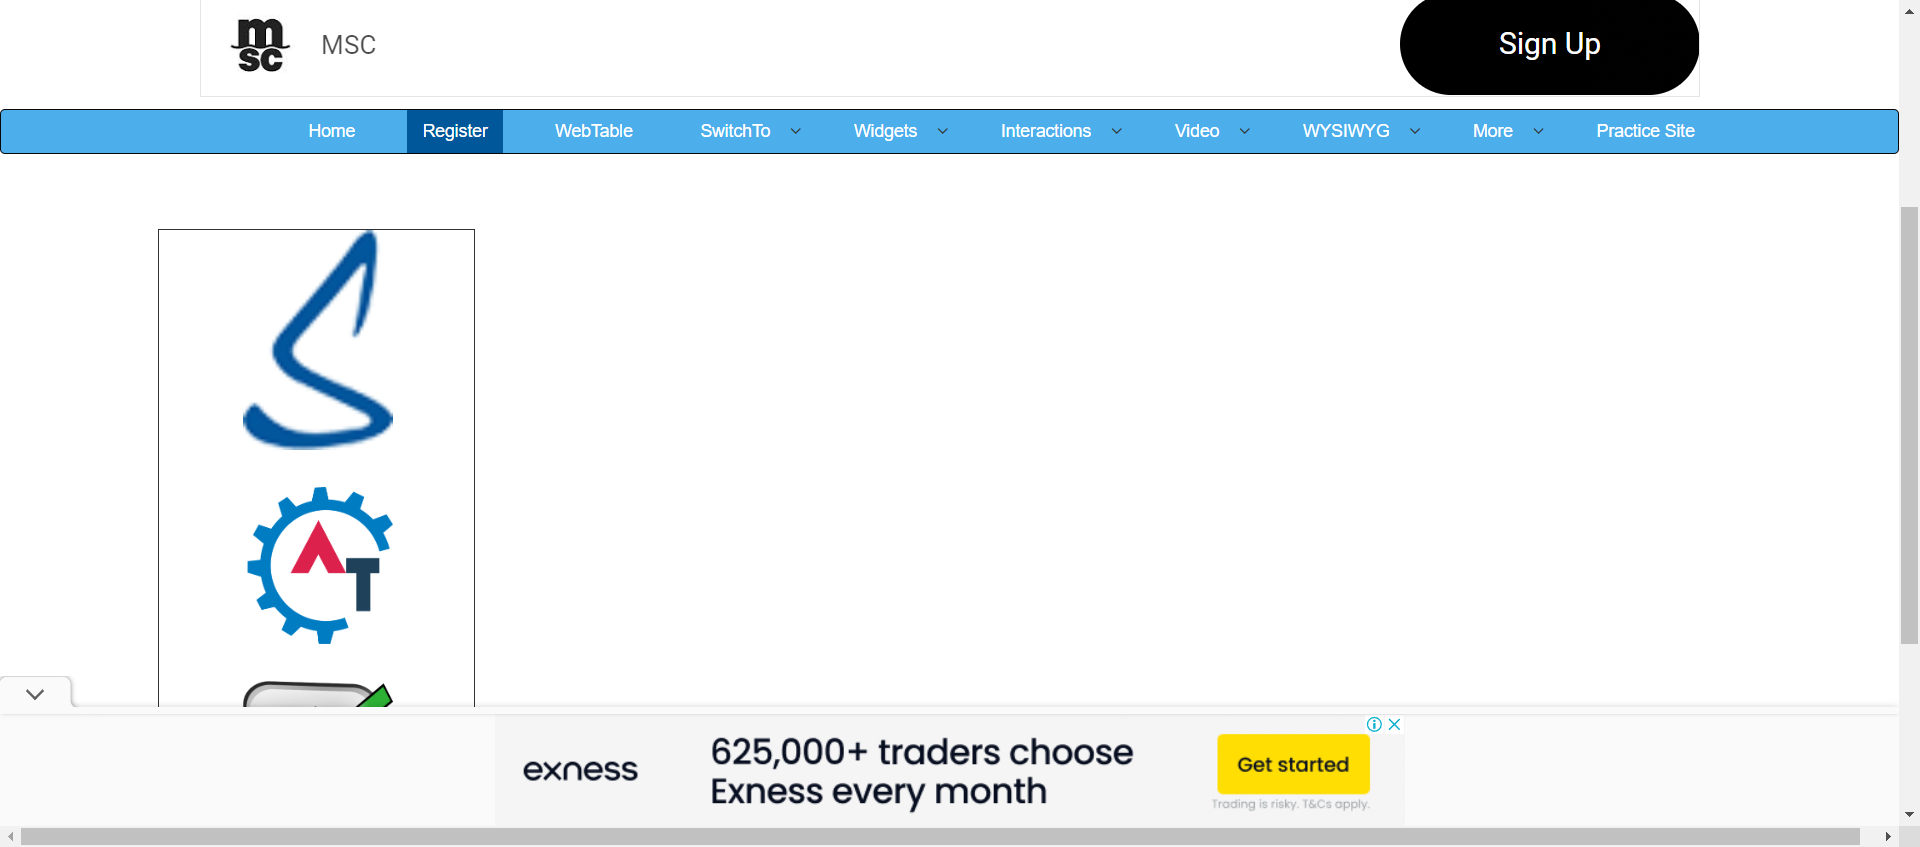 msc
MSC
Sign Up
Home
Register
WebTable
SwitchTo
Widgets
Interactions
Video
WYSIWYG
More
Practice Site
AT
exness
625,000+ traders choose
Exness every month
Get started
Trading is risky. T&Cs apply.